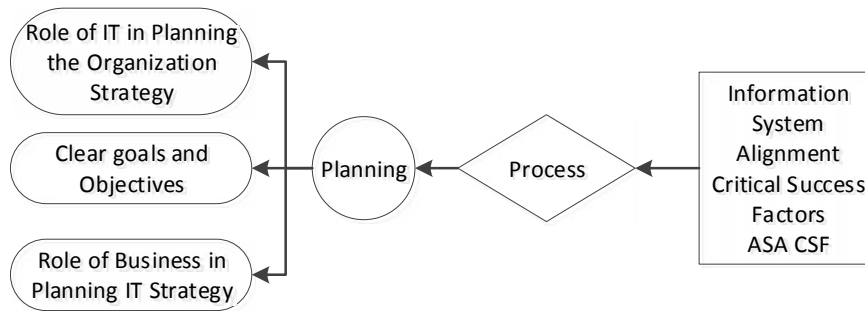 Role of IT in Planning
the Organization
Strategy
Clear goals and
Objectives
Role of Business in
Planning IT Strategy
Planning
Process
Information
System
Alignment
Critical Success
Factors
ASA CSF